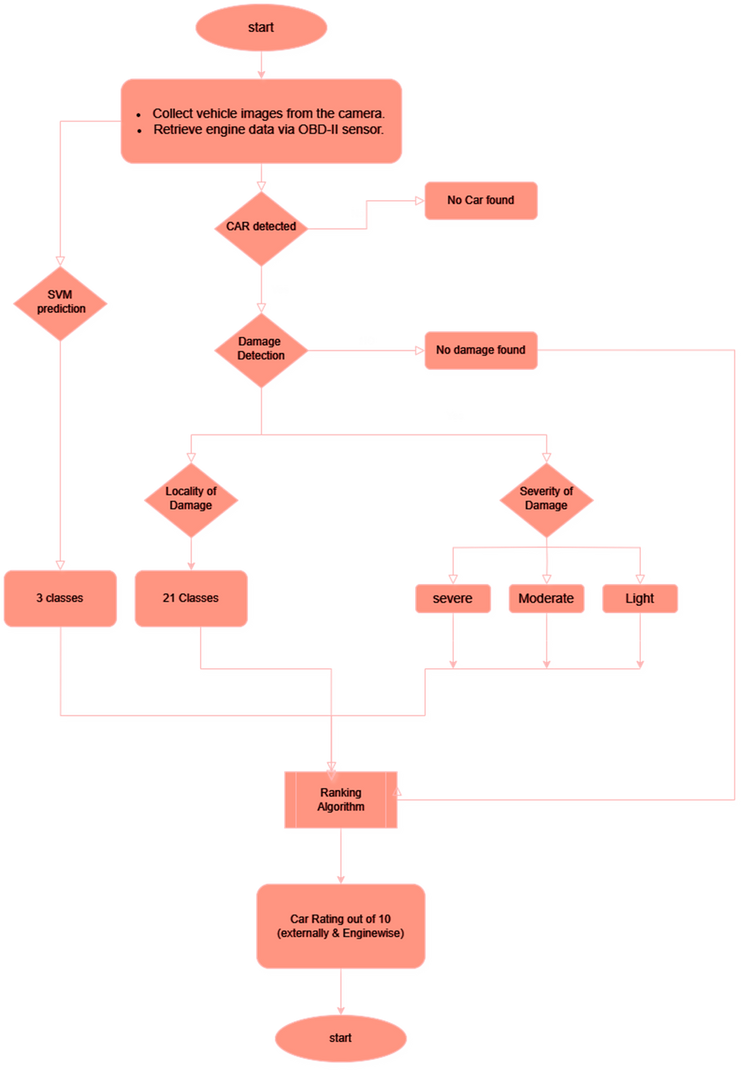 start
• Collect vehicle images from the camera.
• Retrieve engine data via OBD-II sensor.
No Car found
CAR detected
SVM
prediction
Damage
Detection
No damage found
Locality of
Damage
Severity of
Damage
3 classes
21 Classes
severe
Moderate
Light
Ranking
Algorithm
Car Rating out of 10
(externally & Enginewise)
start